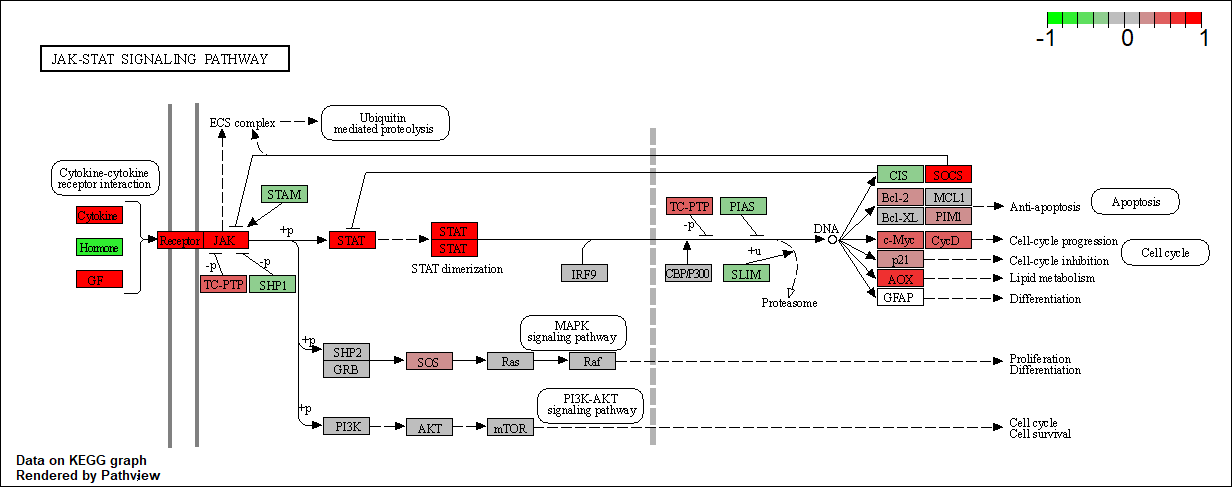 -1 0 1
JAK-STAT SIGNALING PATHWAY
ECS complex
Ubiquitin
mediated proteolysis
Cytokine-cytokine
receptor interaction
Cytokine
Hormone
GF
Receptor
JAK
STAM
+p
-p
-p
TC-PTP
SHP1
STAT
STAT
STAT
STAT dimerization
IRF9
TC-PTP
PIAS
-p
+u
CBP/P300
SLIM
Proteasome
DNA
CIS
SOCS
Bcl-2
MCL1
Bcl-XL
PIM1
c-Myc
CycD
p21
AOX
GFAP
Anti-apoptosis
Apoptosis
Cell-cycle progression
Cell-cycle inhibition
Cell cycle
Lipid metabolism
Differentiation
+p
SHP2
GRB
SOS
Ras
Raf
MAPK
signaling pathway
Proliferation
Differentiation
+p
PI3K
AKT
mTOR
PI3K-AKT
signaling pathway
Cell cycle
Cell survival
Data on KEGG graph
Rendered by Pathview